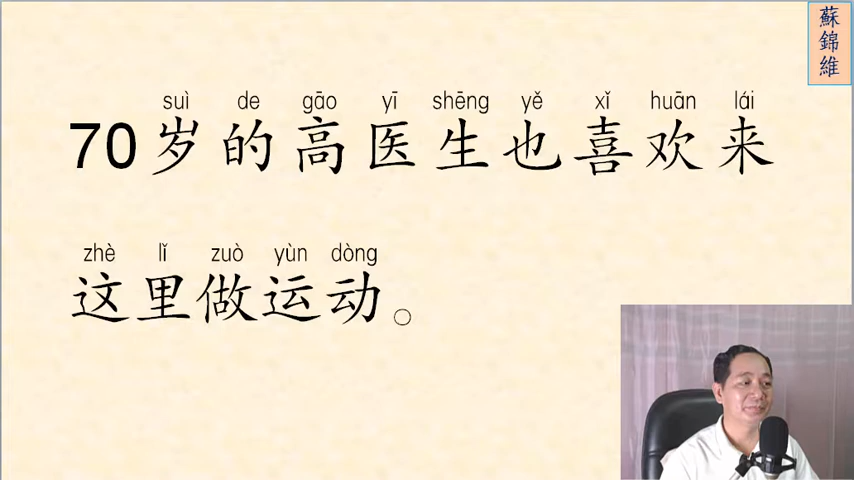 suì de gāo yī shēng yě xǐ huān lái
70岁的高医生也喜欢来
zhè lǐ zuò yùn dòng
这里做运动。
蘇錦維